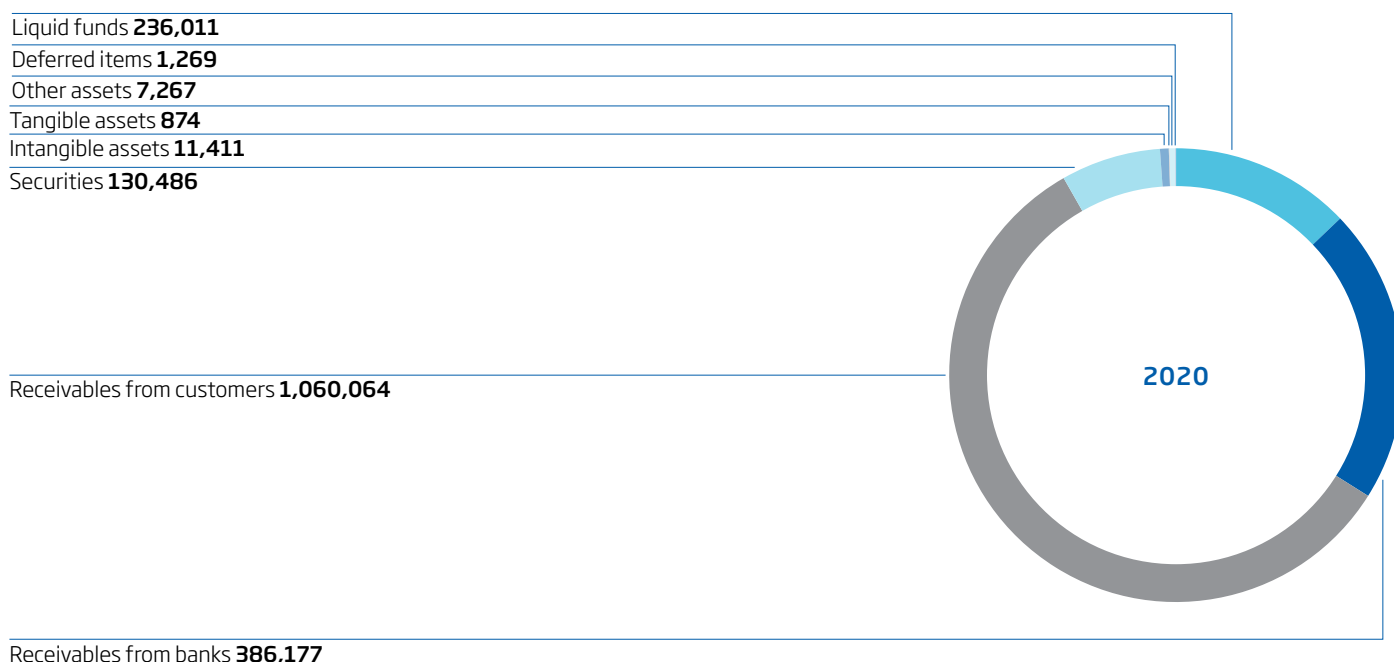 Liquid funds 236,011
Deferred items 1,269
Other assets 7,267
Tangible assets 874
Intangible assets 11,411
Securities 130,486
Receivables from customers 1,060,064
2020
Receivables from banks 386,177